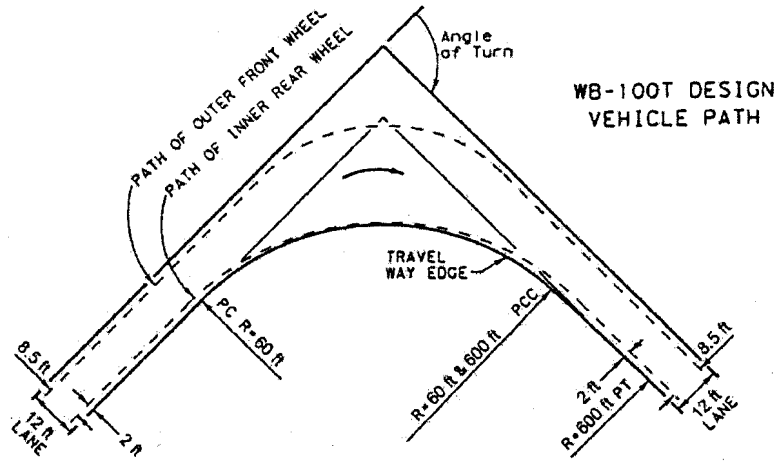 Angle
of Turn
WB-100T DESIGN
VEHICLE PATH
PATH OF OUTER FRONT WHEEL
PATH OF INNER REAR WHEEL
TRAVEL
WAY EDGE
PC R=60 ft
PCC
R=60 ft & 600 ft
8.5 ft
12 ft
LANE
2 ft
2 ft
R=600 ft PT
8.5 ft
12 ft
LANE